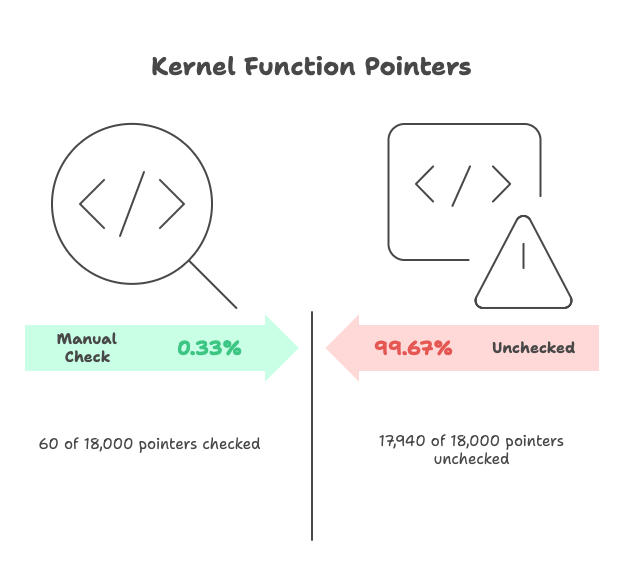 Kernel Function Pointers
</>
</>
Manual
Check
0.33%
99.67%
Unchecked
60 of 18,000 pointers checked
17,940 of 18,000 pointers
unchecked